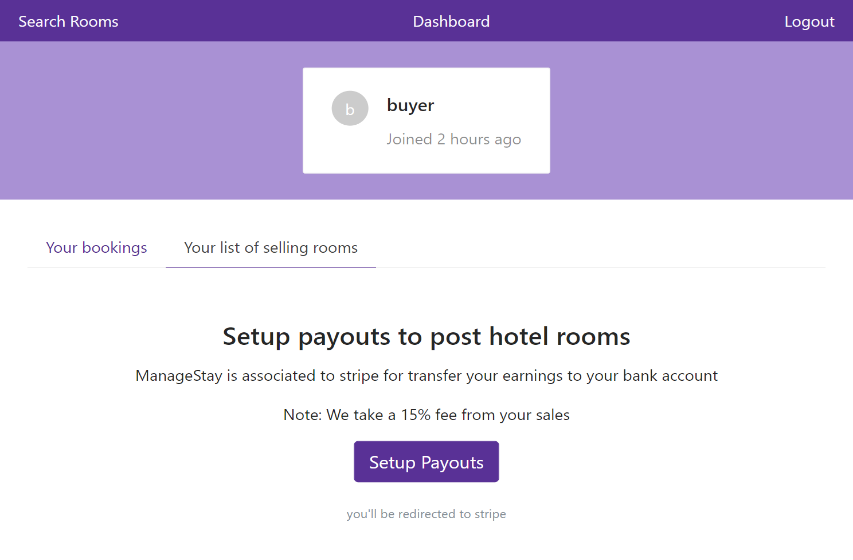 Search Rooms
Dashboard
Logout
b
buyer
Joined 2 hours ago
Your bookings
Your list of selling rooms
Setup payouts to post hotel rooms
ManageStay is associated to stripe for transfer your earnings to your bank account
Note: We take a 15% fee from your sales
Setup Payouts
you'll be redirected to stripe